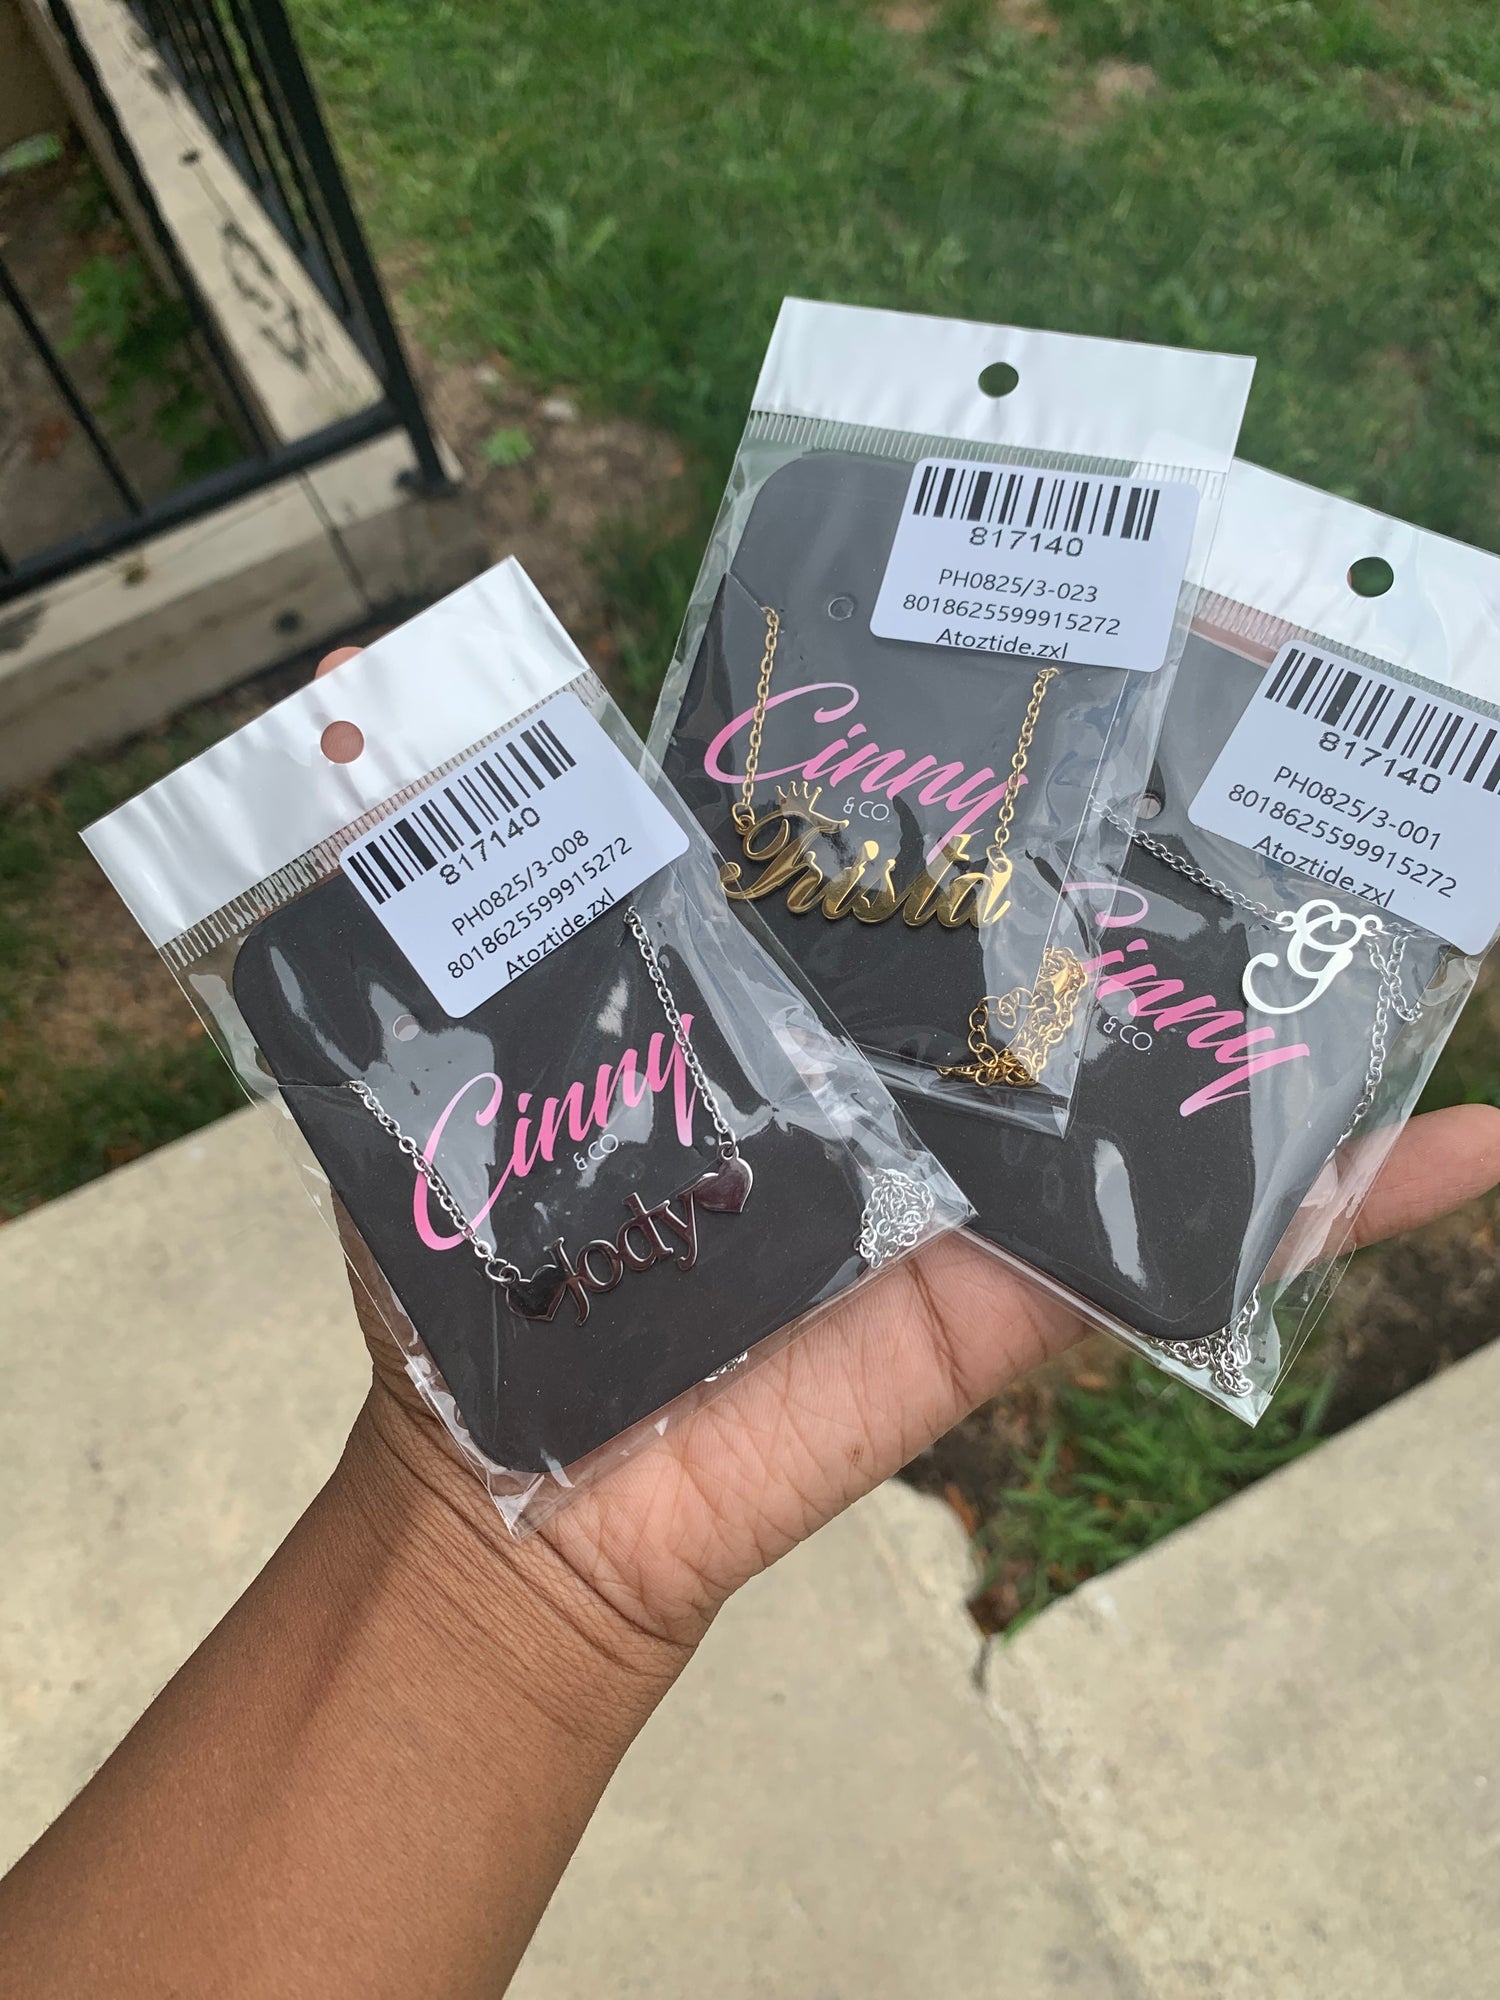 817140
PH0825/3-008
8018625599915272
Atoztide.zxl
Cinny
& CO.
Jody
817140
PH0825/3-023
8018625599915272
Atoztide.zxl
Cinny
& CO.
Trista
817140
PH0825/3-001
8018625599915272
Atoztide.zxl
G
Cinny
& CO.